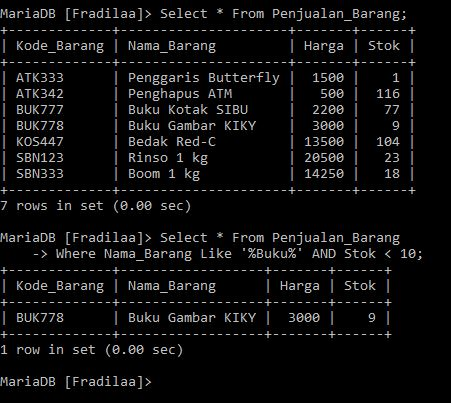 MariaDB [Fradilaa]> Select * From Penjualan_Barang;
+-------------+---------------------+-------+------+
| Kode_Barang | Nama_Barang         | Harga | Stok |
+-------------+---------------------+-------+------+
| ATK333      | Penggaris Butterfly |  1500 |    1 |
| ATK342      | Penghapus ATM       |   500 |  116 |
| BUK777      | Buku Kotak SIBU     |  2200 |   77 |
| BUK778      | Buku Gambar KIKY    |  3000 |    9 |
| KOS447      | Bedak Red-C         | 13500 |  104 |
| SBN123      | Rinso 1 kg          | 20500 |   23 |
| SBN333      | Boom 1 kg           | 14250 |   18 |
+-------------+---------------------+-------+------+
7 rows in set (0.00 sec)
MariaDB [Fradilaa]> Select * From Penjualan_Barang
    -> Where Nama_Barang Like '%Buku%' AND Stok < 10;
+-------------+------------------+-------+------+
| Kode_Barang | Nama_Barang      | Harga | Stok |
+-------------+------------------+-------+------+
| BUK778      | Buku Gambar KIKY |  3000 |    9 |
+-------------+------------------+-------+------+
1 row in set (0.00 sec)
MariaDB [Fradilaa]>